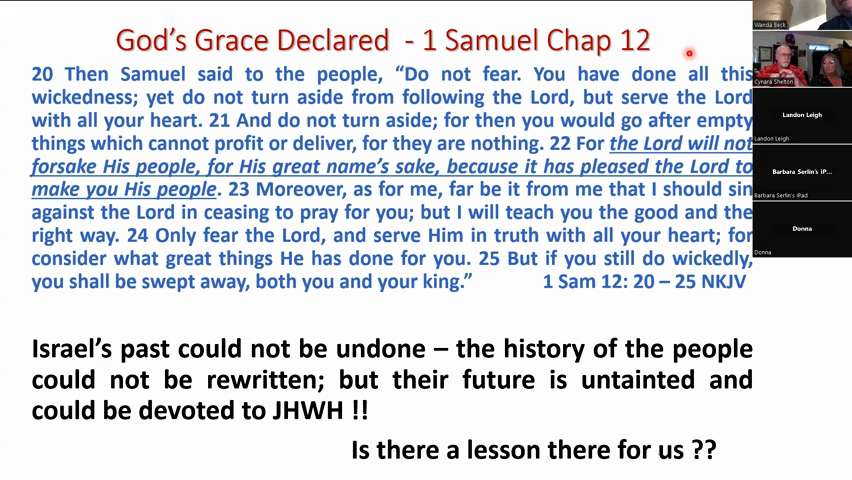 God's Grace Declared - 1 Samuel Chap 12
20 Then Samuel said to the people, “Do not fear. You have done all this
wickedness; yet do not turn aside from following the Lord, but serve the Lord
with all your heart. 21 And do not turn aside; for then you would go after empty
things which cannot profit or deliver, for they are nothing. 22 For the Lord will not
forsake His people, for His great name’s sake, because it has pleased the Lord to
make you His people. 23 Moreover, as for me, far be it from me that I should sin
against the Lord in ceasing to pray for you; but I will teach you the good and the
right way. 24 Only fear the Lord, and serve Him in truth with all your heart; for
consider what great things He has done for you. 25 But if you still do wickedly,
you shall be swept away, both you and your king.” 1 Sam 12: 20 – 25 NKJV
Israel’s past could not be undone – the history of the people
could not be rewritten; but their future is untainted and
could be devoted to JHWH !!
Is there a lesson there for us ??
Wanda Beck
Cynara Shelton
Landon Leigh
Landon Leigh
Barbara Serlin's iP...
Barbara Serlin's iPad
Donna
Donna